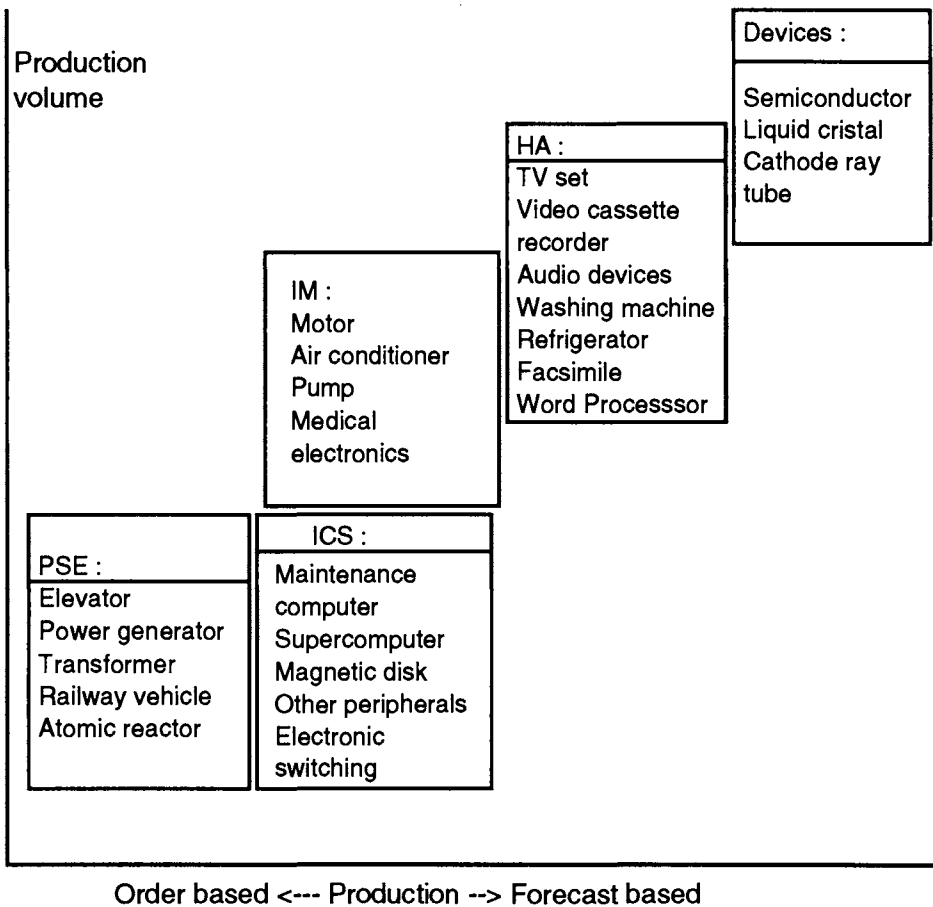 Production
volume
Devices :
Semiconductor
Liquid cristal
Cathode ray
tube
HA :
TV set
Video cassette
recorder
Audio devices
Washing machine
Refrigerator
Facsimile
Word Processsor
IM :
Motor
Air conditioner
Pump
Medical
electronics
PSE :
Elevator
Power generator
Transformer
Railway vehicle
Atomic reactor
ICS :
Maintenance
computer
Supercomputer
Magnetic disk
Other peripherals
Electronic
switching
Order based <--- Production --> Forecast based